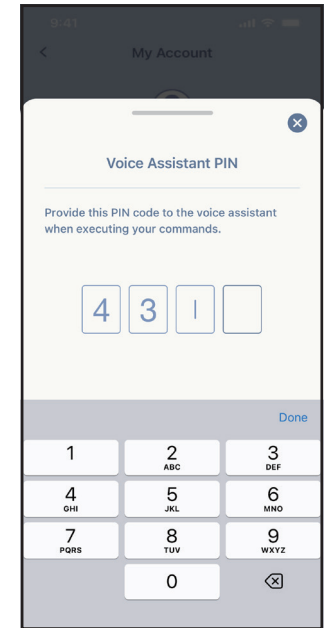 9:41
My Account
Voice Assistant PIN
Provide this PIN code to the voice assistant
when executing your commands.
4 3
Done
1 2 3
ABC DEF
4 5 6
GHI JKL MNO
7 8 9
PQRS TUV WXYZ
0